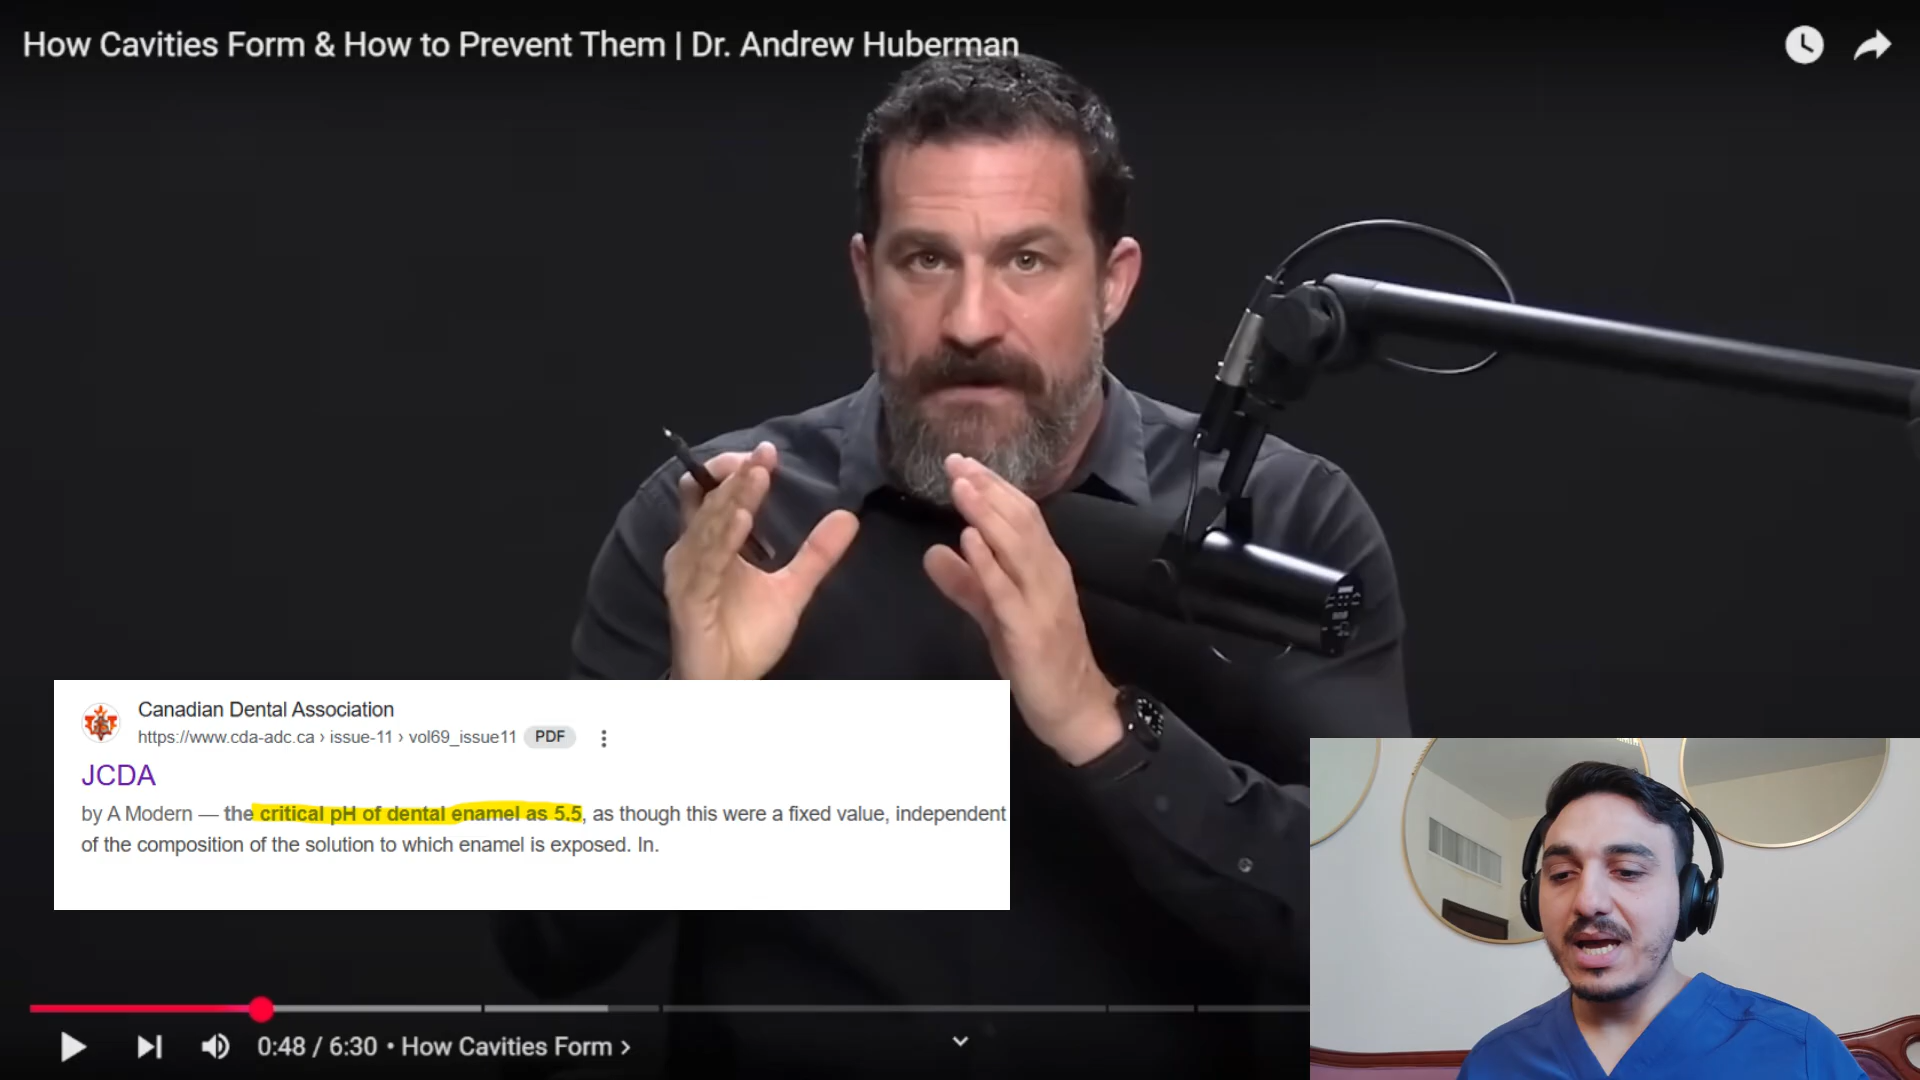 How Cavities Form & How to Prevent Them | Dr. Andrew Huberman
Canadian Dental Association
https://www.cda-adc.ca › issue-11 › vol69_issue11 PDF
JCDA
by A Modern — the critical pH of dental enamel as 5.5, as though this were a fixed value, independent
of the composition of the solution to which enamel is exposed. In.
0:48 / 6:30 • How Cavities Form ›